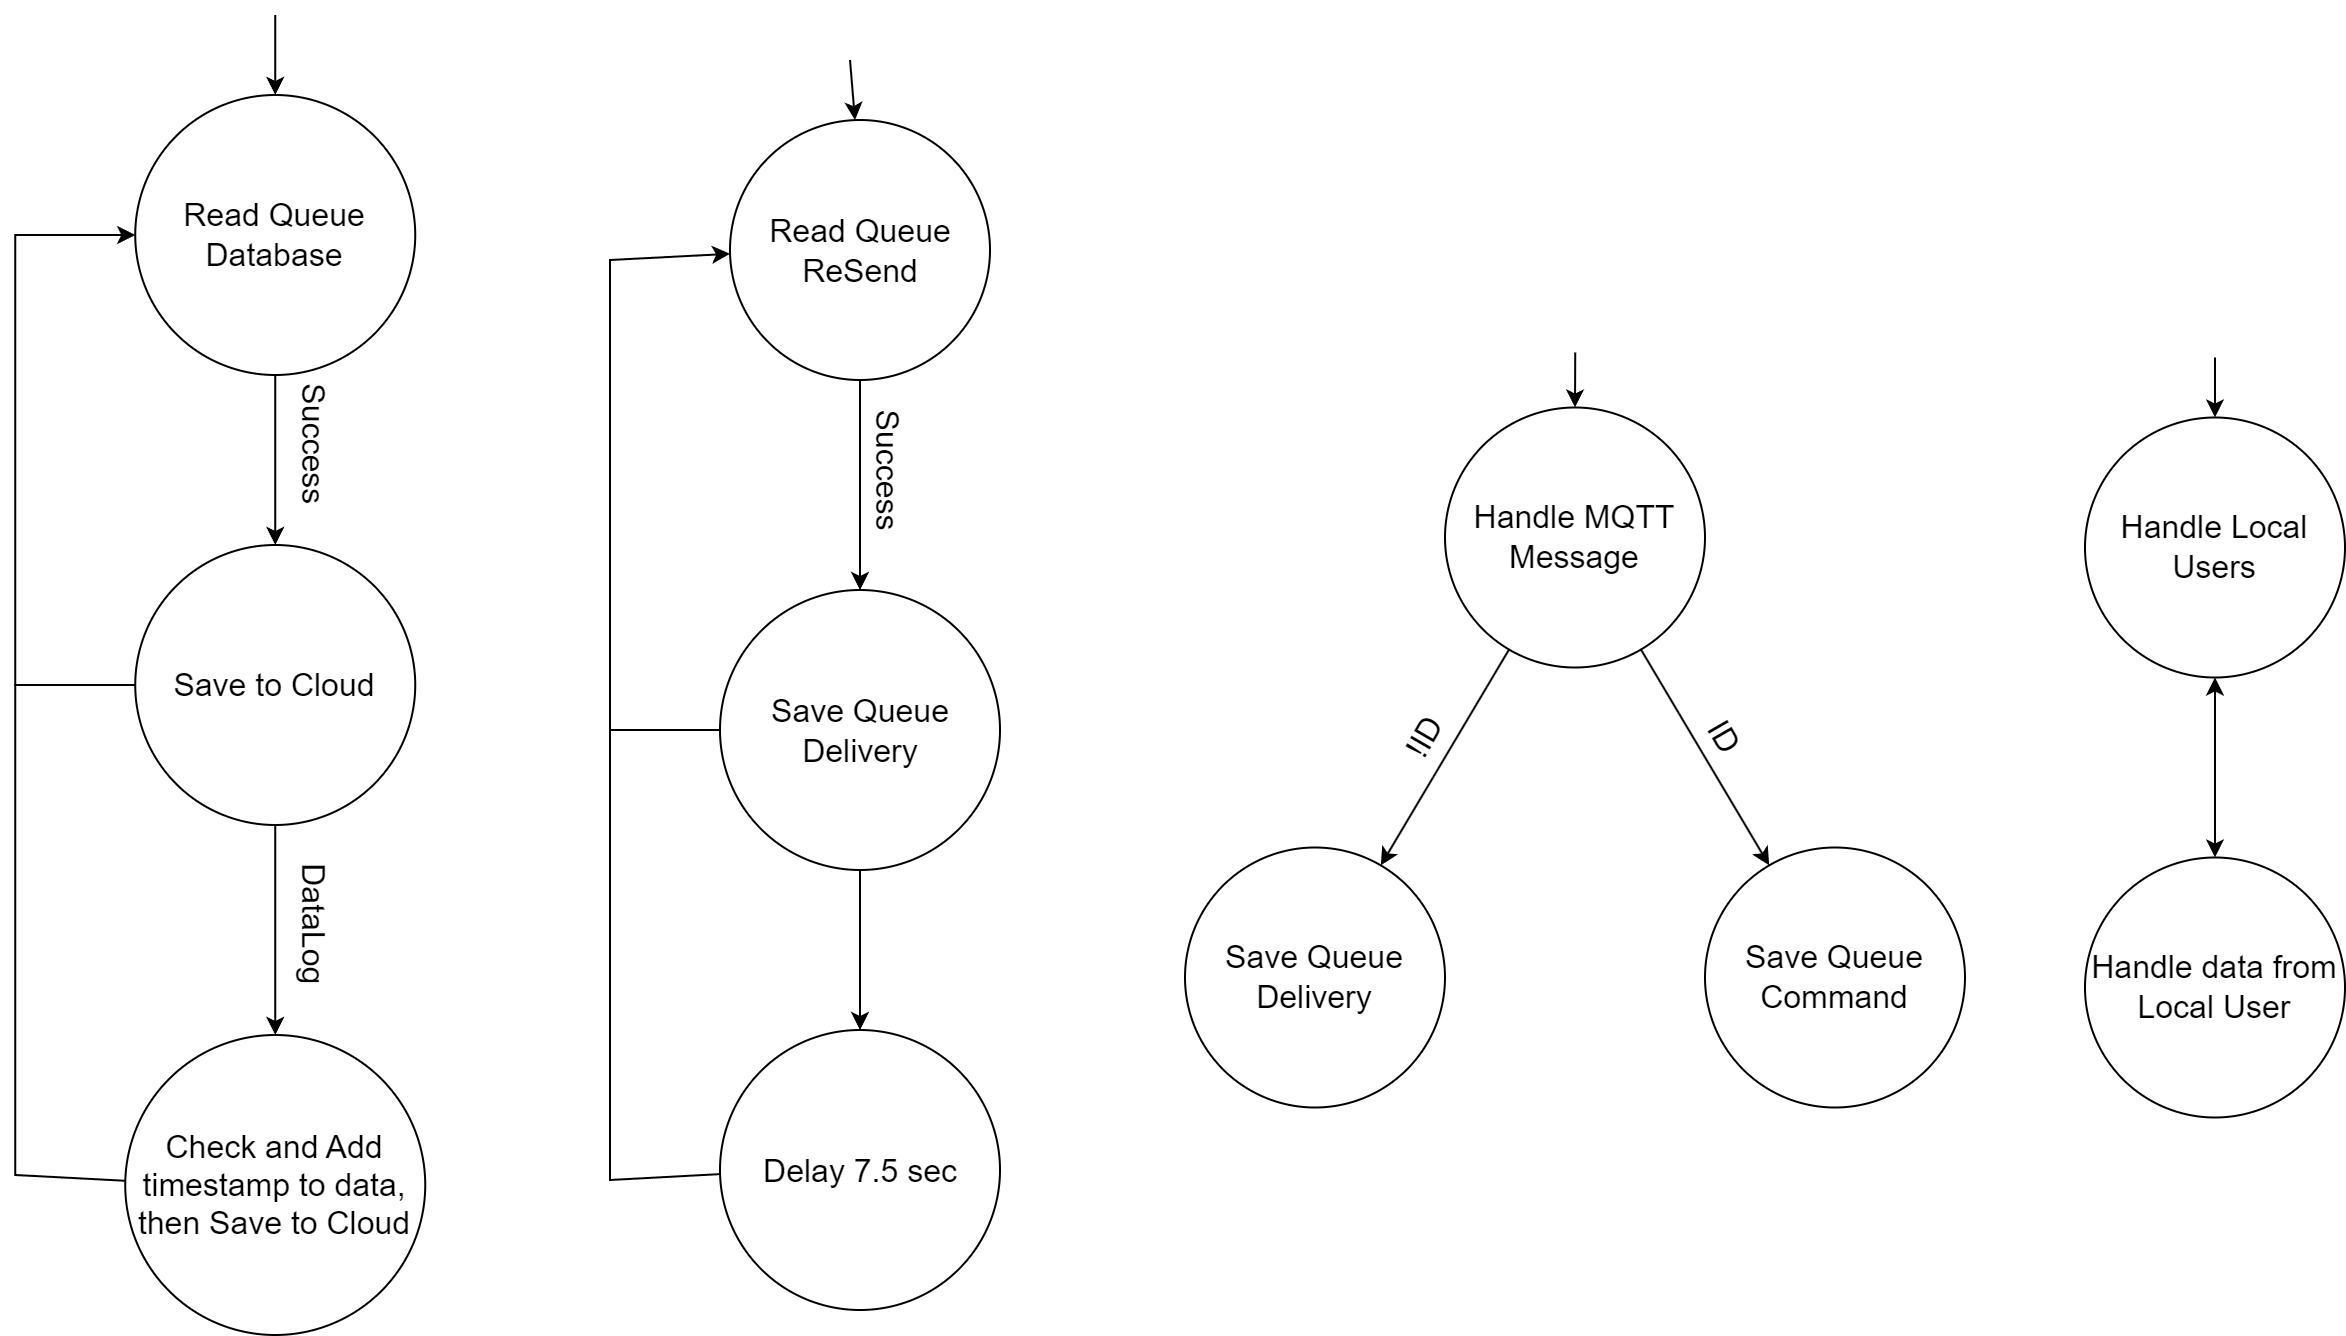 Read Queue
Database
Success
Save to Cloud
DataLog
Check and Add
timestamp to data,
then Save to Cloud
Read Queue
ReSend
Success
Save Queue
Delivery
Delay 7.5 sec
Handle MQTT
Message
!ID
ID
Save Queue
Delivery
Save Queue
Command
Handle Local
Users
Handle data from
Local User